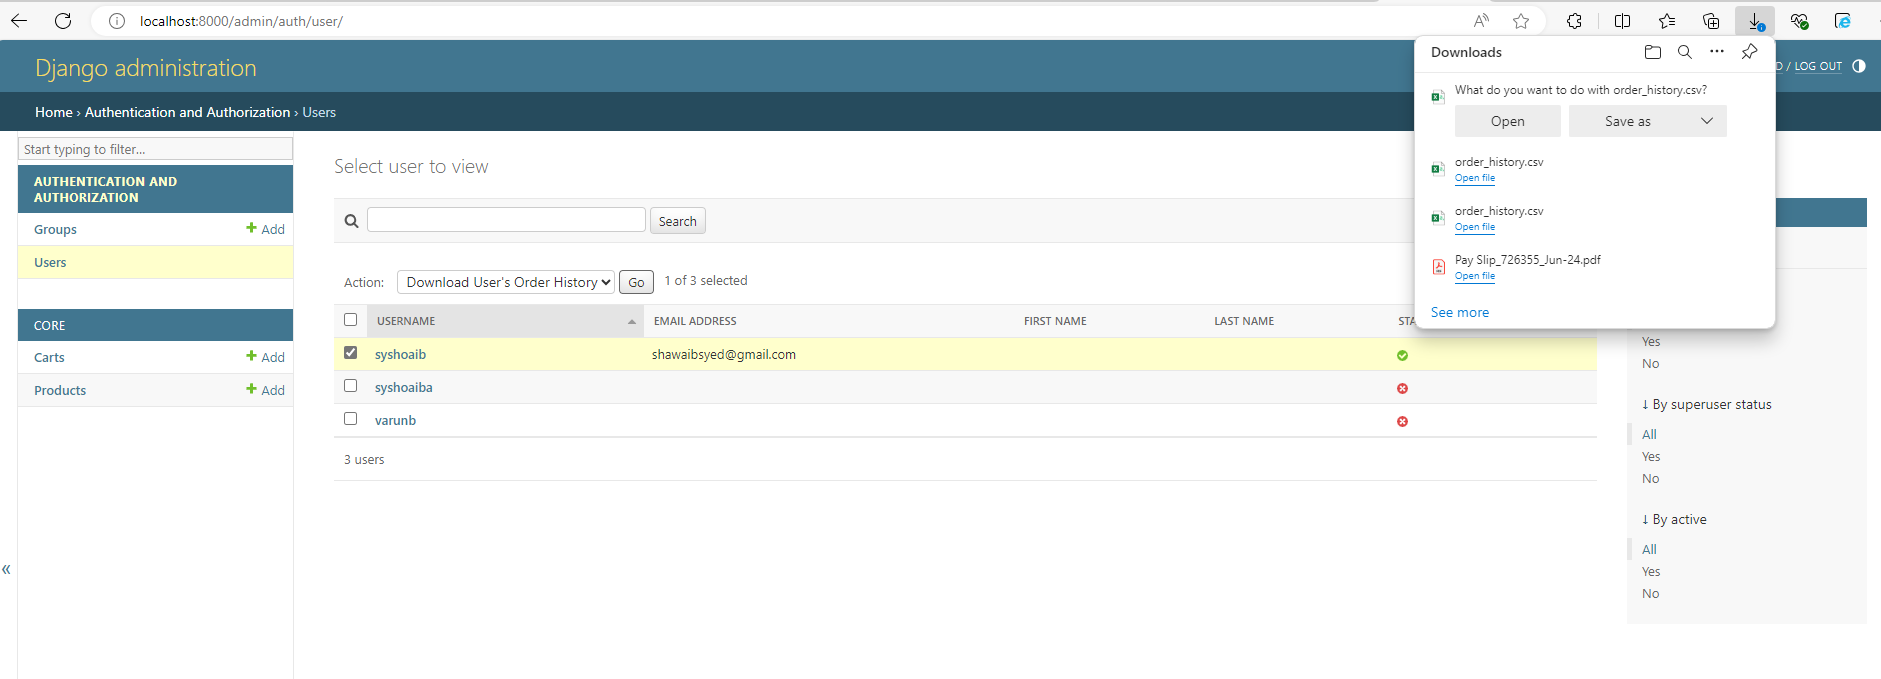 localhost:8000/admin/auth/user/
Downloads
What do you want to do with order_history.csv?
Open
Save as
order_history.csv
Open file
order_history.csv
Open file
Pay Slip_726355_Jun-24.pdf
Open file
See more
Django administration
/ LOG OUT
Home › Authentication and Authorization › Users
Start typing to filter...
AUTHENTICATION AND
AUTHORIZATION
Groups + Add
Users
CORE
Carts + Add
Products + Add
Select user to view
Search
Action: Download User's Order History Go 1 of 3 selected
USERNAME EMAIL ADDRESS FIRST NAME LAST NAME
syshoaib shawaibsyed@gmail.com
syshoaiba
varunb
3 users
Yes
No
↓ By superuser status
All
Yes
No
↓ By active
All
Yes
No